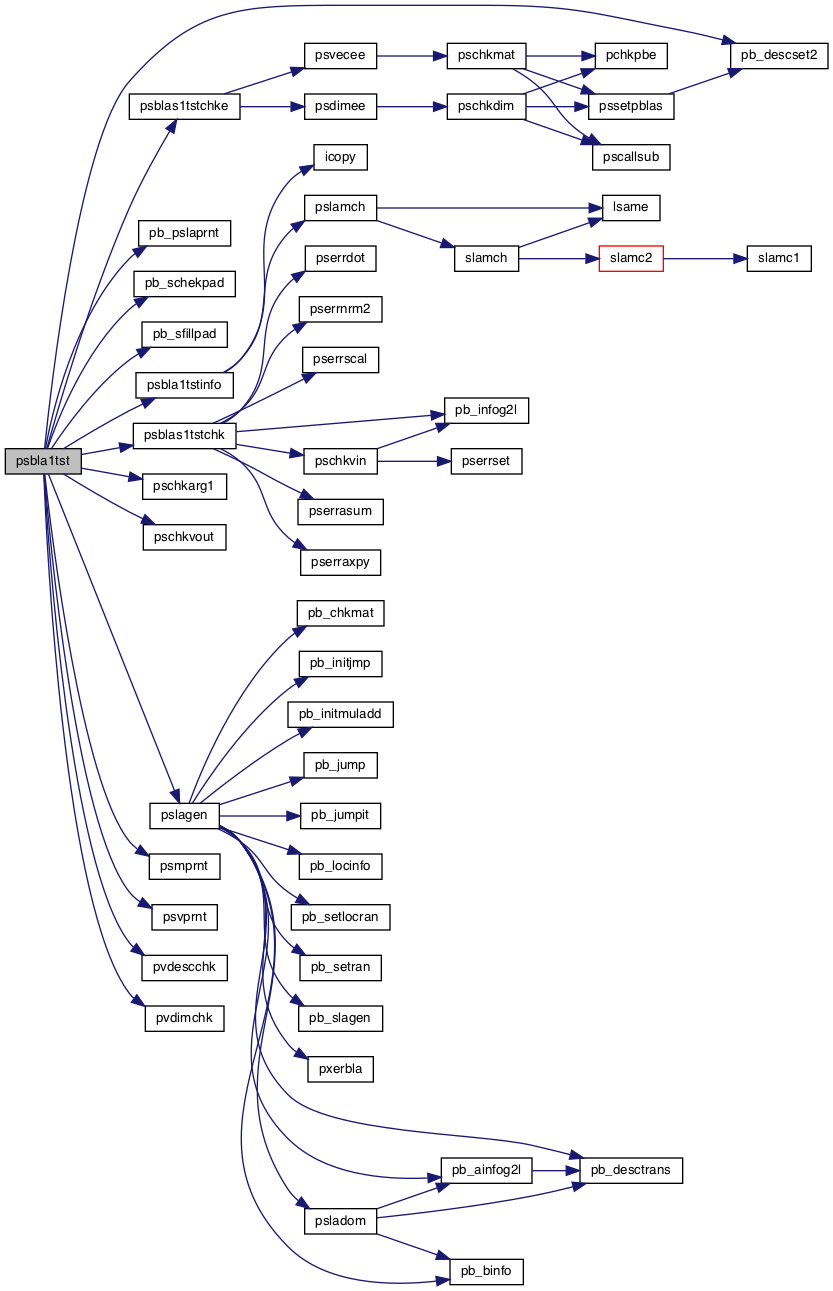 pb_descset2
psvecee
pschkmat
pchkpbe
psblas1tstchke
psdimee
pschkdim
pssetpblas
icopy
pscallsub
pslamch
lsame
pb_pslaprnt
pserrdot
slamch
slamc2
slamc1
pb_schekpad
pserrnrm2
pb_sfillpad
pserrscal
psbla1tstinfo
pb_infog2l
psblas1tstchk
pschkvin
pserrset
psbla1tst
pschkarg1
pserrasum
pschkvout
pserraxpy
pb_chkmat
pb_initjmp
pb_initmuladd
pb_jump
pslagen
pb_jumpit
psmprnt
pb_locinfo
psvprnt
pb_setlocran
pvdescchk
pb_setran
pvdimchk
pb_slagen
pxerbla
pb_ainfog2l
pb_desctrans
psladom
pb_binfo